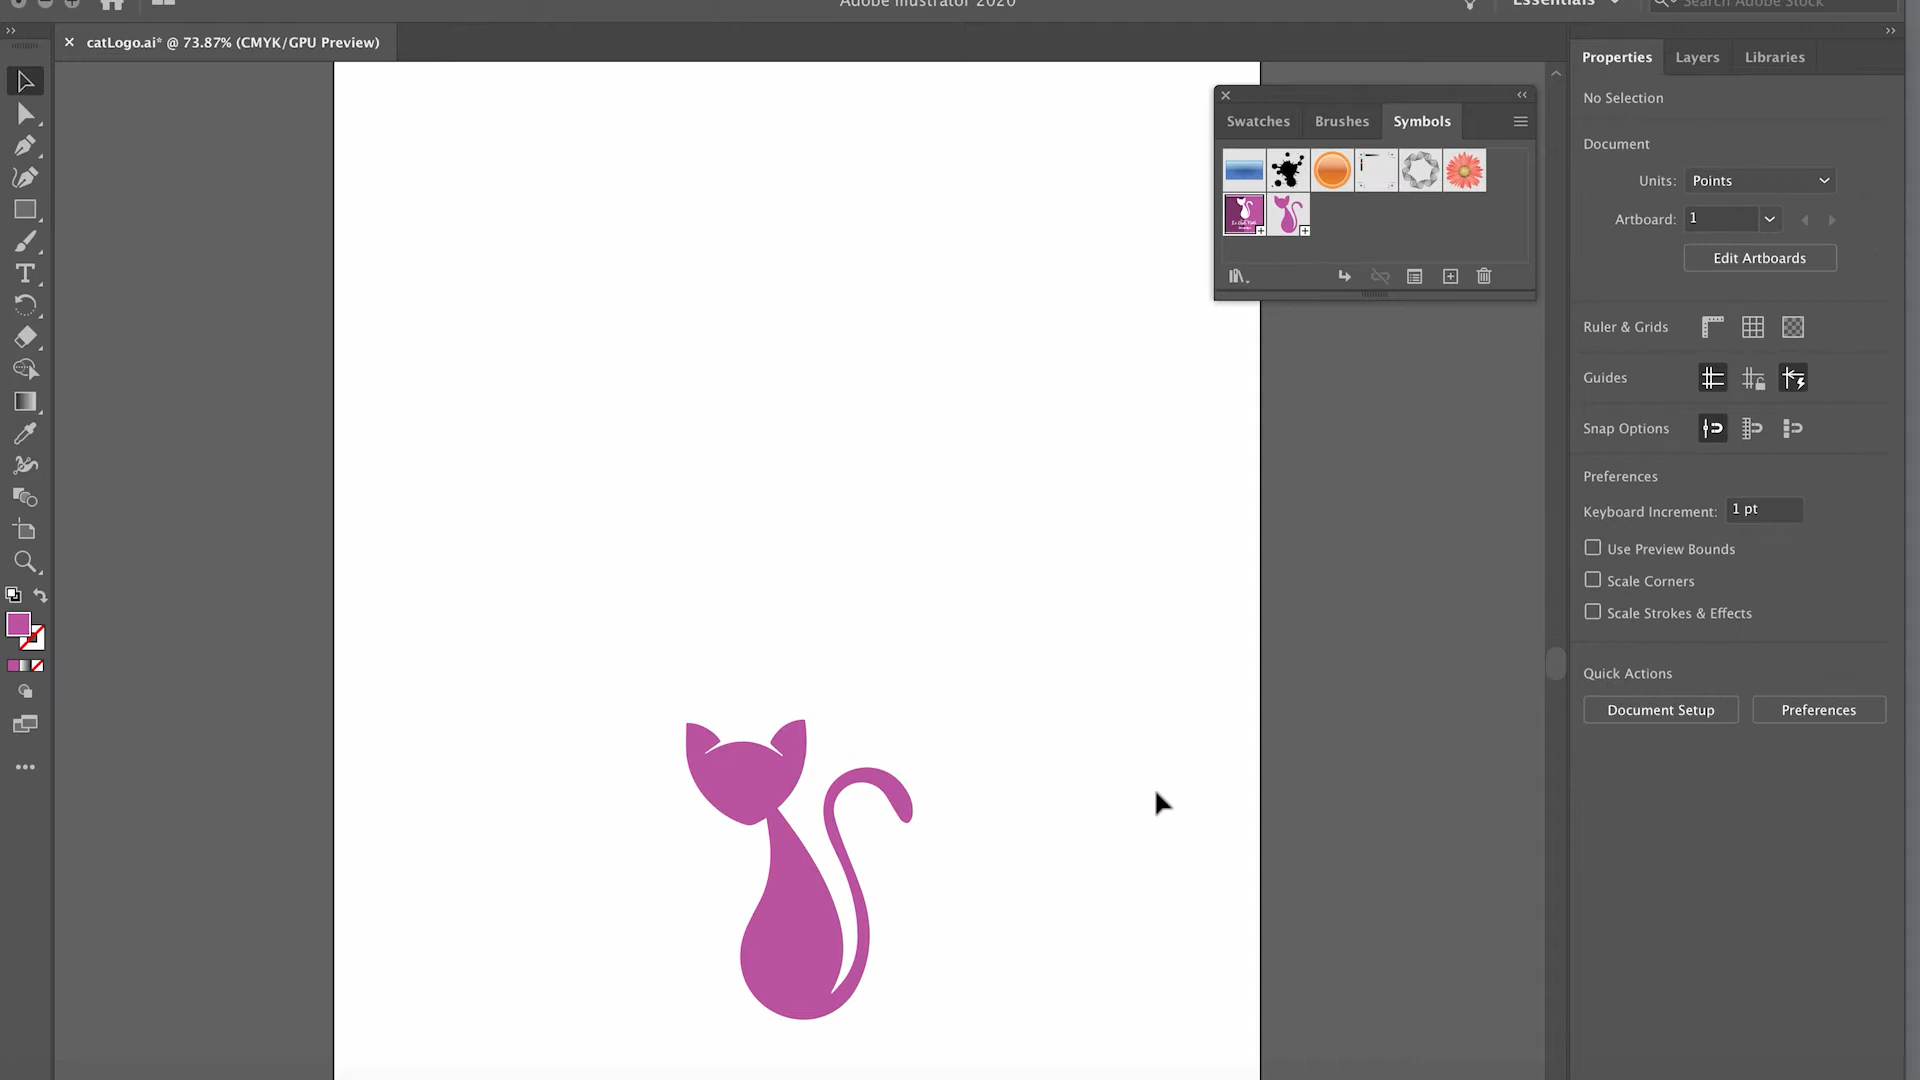 Adobe Illustrator 2020
Essentials
Search Adobe Stock
catLogo.ai* @ 73.87% (CMYK/GPU Preview)
Properties
Layers
Libraries
No Selection
Swatches
Brushes
Symbols
Document
Units:
Points
Artboard:
1
Edit Artboards
Ruler & Grids
Guides
Snap Options
Preferences
Keyboard Increment:
1 pt
Use Preview Bounds
Scale Corners
Scale Strokes & Effects
Quick Actions
Document Setup
Preferences